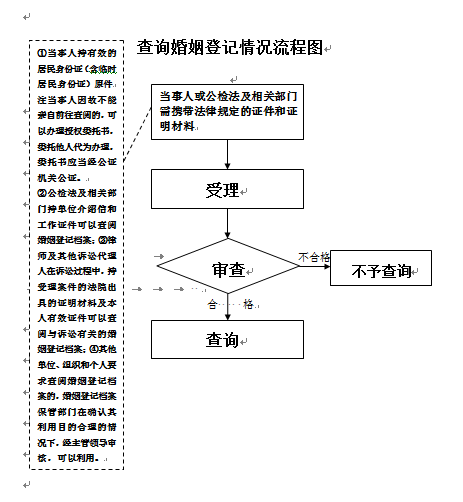 查询婚姻登记情况流程图
①当事人持有效的
居民身份证(含临时
居民身份证)原件
注当事人因故不能
亲自前往查阅的，可
以办理授权委托书，
委托他人代为办理，
委托书应当经公证
机关公证。
②公检法及相关部
门持单位介绍信和
工作证件可以查阅
婚姻登记档案；③律
师及其他诉讼代理
人在诉讼过程中，持
受理案件的法院出
具的证明材料及本
人有效证件可以查
阅与诉讼有关的婚
姻登记档案；④其他
单位、组织和个人要
求查阅婚姻登记档
案的，婚姻登记档案
保管部门在确认其
利用目的合理的情
况下，经主管领导审
核，可以利用。
当事人或公检法及相关部门
需携带法律规定的证件和证
明材料
受理
审查
不合格
不予查询
合 格
查询